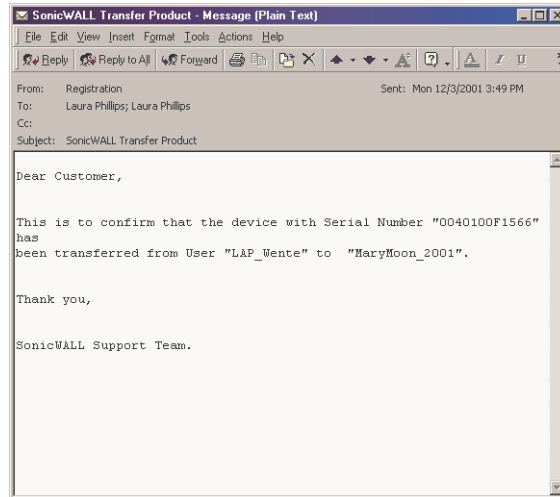 SonicWALL Transfer Product - Message (Plain Text)
File Edit View Insert Format Tools Actions Help
Reply Reply to All Forward A A I U
From: Registration Sent: Mon 12/3/2001 3:49 PM
To: Laura Phillips; Laura Phillips
Cc:
Subject: SonicWALL Transfer Product
Dear Customer,
This is to confirm that the device with Serial Number "0040100F1566"
has
been transferred from User "LAP_Wente" to "MaryMoon_2001".
Thank you,
SonicWALL Support Team.